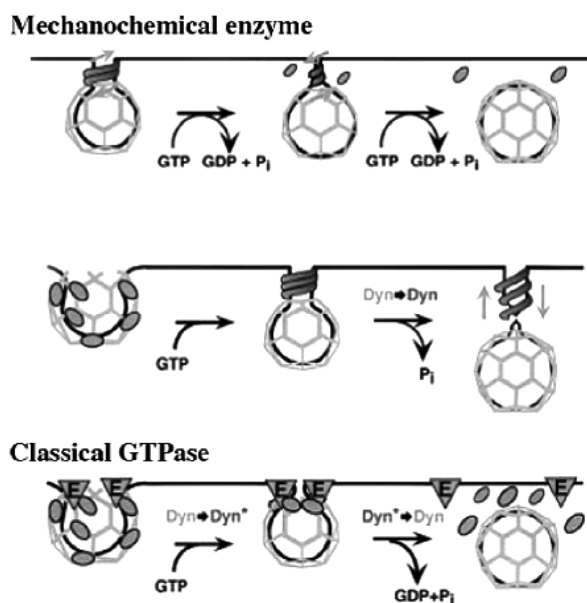 Mechanochemical enzyme
GTP GDP + Pi GTP GDP + Pi
Dyn➡Dyn
GTP
Pi
Classical GTPase
E E E E E E
Dyn➡Dyn* Dyn*➡Dyn
GTP
GDP+Pi